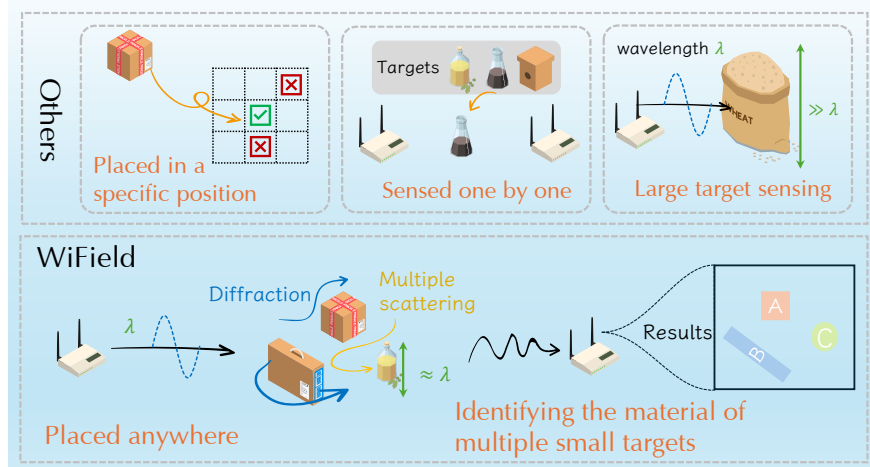 Others
Placed in a
specific position
Targets
Sensed one by one
wavelength λ
WHEAT
≫ λ
Large target sensing
WiField
λ
Diffraction
Multiple
scattering
≈ λ
Placed anywhere
Identifying the material of
multiple small targets
Results
A
B
C